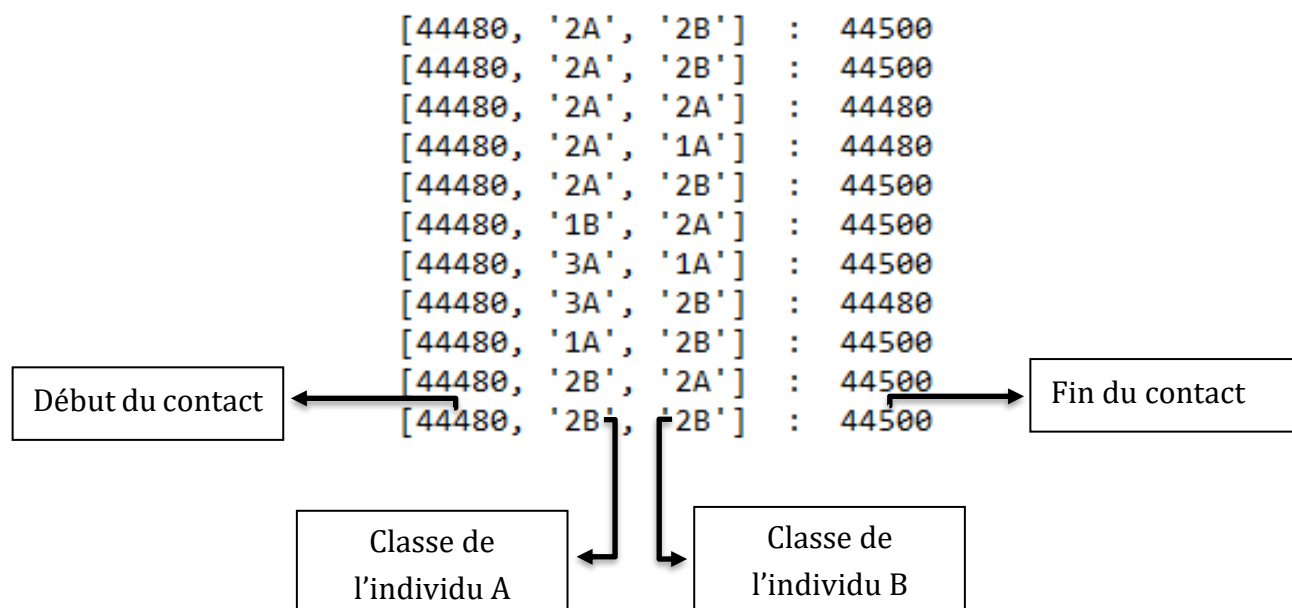 [44480, '2A', '2B']  :  44500
[44480, '2A', '2B']  :  44500
[44480, '2A', '2A']  :  44480
[44480, '2A', '1A']  :  44480
[44480, '2A', '2B']  :  44500
[44480, '1B', '2A']  :  44500
[44480, '3A', '1A']  :  44500
[44480, '3A', '2B']  :  44480
[44480, '1A', '2B']  :  44500
[44480, '2B', '2A']  :  44500
[44480, '2B', '2B']  :  44500
Début du contact
Fin du contact
Classe de
l'individu A
Classe de
l'individu B